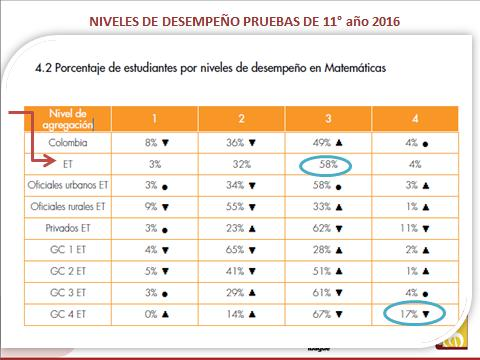 NIVELES DE DESEMPEÑO PRUEBAS DE 11° año 2016
4.2 Porcentaje de estudiantes por niveles de desempeño en Matemáticas
Nivel de agregación 1 2 3 4
Colombia 8% ▼ 36% ▼ 49% ▲ 4% ●
ET 3% 32% 58% 4%
Oficiales urbanos ET 3% ● 34% ▼ 58% ● 3% ▲
Oficiales rurales ET 9% ▼ 55% ▼ 33% ▲ 1% ▲
Privados ET 3% ● 23% ▲ 62% ▼ 11% ▼
GC 1 ET 4% ▼ 65% ▼ 28% ▲ 2% ▲
GC 2 ET 5% ▼ 41% ▼ 51% ▲ 1% ▲
GC 3 ET 3% ● 29% ▲ 61% ▼ 4% ●
GC 4 ET 0% ▲ 14% ▲ 67% ▼ 17% ▼